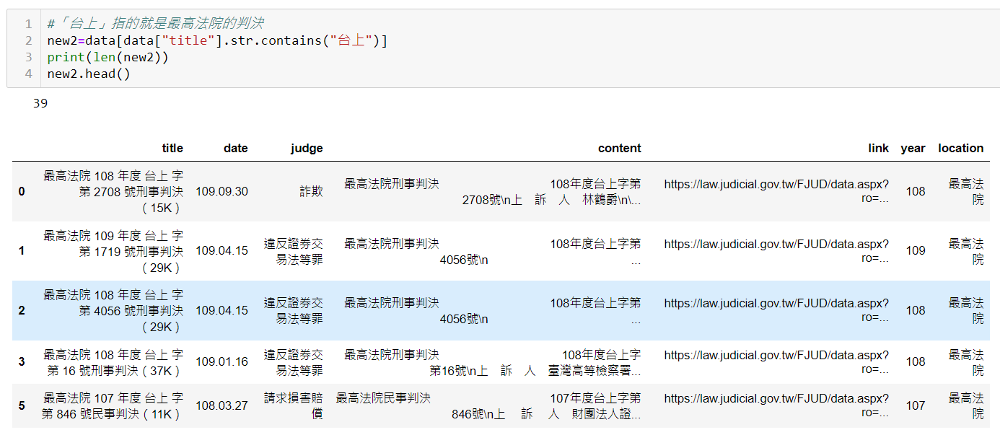 1 #「台上」指的就是最高法院的判決
2 new2=data[data["title"].str.contains("台上")]
3 print(len(new2))
4 new2.head()
39
title date judge content link year location
0 最高法院 108 年度 台上 字第 2708 號刑事判決（15K） 109.09.30 詐欺 最高法院刑事判決 108年度台上字第2708號\n上 訴 人 林鶴爵\n\... https://law.judicial.gov.tw/FJUD/data.aspx?ro=... 108 最高法院
1 最高法院 109 年度 台上 字第 1719 號刑事判決（29K） 109.04.15 違反證券交易法等罪 最高法院刑事判決 108年度台上字第4056號\n ... https://law.judicial.gov.tw/FJUD/data.aspx?ro=... 109 最高法院
2 最高法院 108 年度 台上 字第 4056 號刑事判決（29K） 109.04.15 違反證券交易法等罪 最高法院刑事判決 108年度台上字第4056號\n ... https://law.judicial.gov.tw/FJUD/data.aspx?ro=... 108 最高法院
3 最高法院 108 年度 台上 字第 16 號刑事判決（37K） 109.01.16 違反證券交易法等罪 最高法院刑事判決 108年度台上字第16號\n上 訴 人 臺灣高等檢察署... https://law.judicial.gov.tw/FJUD/data.aspx?ro=... 108 最高法院
5 最高法院 107 年度 台上 字第 846 號民事判決（11K） 108.03.27 請求損害賠償 最高法院民事判決 107年度台上字第846號\n上 訴 人 財團法人證... https://law.judicial.gov.tw/FJUD/data.aspx?ro=... 107 最高法院